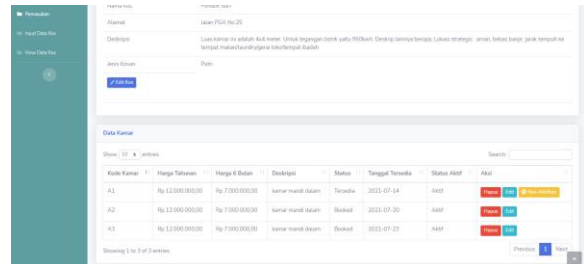 Pemasukan
Alamat Jalan PGA No 25
Input Data Kos
Deskripsi Luas kamar ini adalah 4x4 meter. Untuk tegangan listrik yaitu 950kwh. Deskrip lainnya berupa, Lokasi strategis, aman, bebas banjir, jarak tempuh ke
tempat makan/laundry/gerai toko/tempat ibadah
View Data Kos
Jenis Kosan Putri
Edit Kos
Data Kamar
Show 10 entries Search:
Kode Kamar Harga Tahunan Harga 6 Bulan Deskripsi Status Tanggal Tersedia Status Aktif Aksi
A1 Rp 12.000.000,00 Rp 7.000.000,00 kamar mandi dalam Tersedia 2021-07-14 Aktif Hapus Edit Non-Aktifkan
A2 Rp 12.000.000,00 Rp 7.000.000,00 kamar mandi dalam Booked 2021-07-20 Aktif Hapus Edit
A3 Rp 12.000.000,00 Rp 7.000.000,00 kamar mandi dalam Booked 2021-07-23 Aktif Hapus Edit
Showing 1 to 3 of 3 entries Previous 1 Next